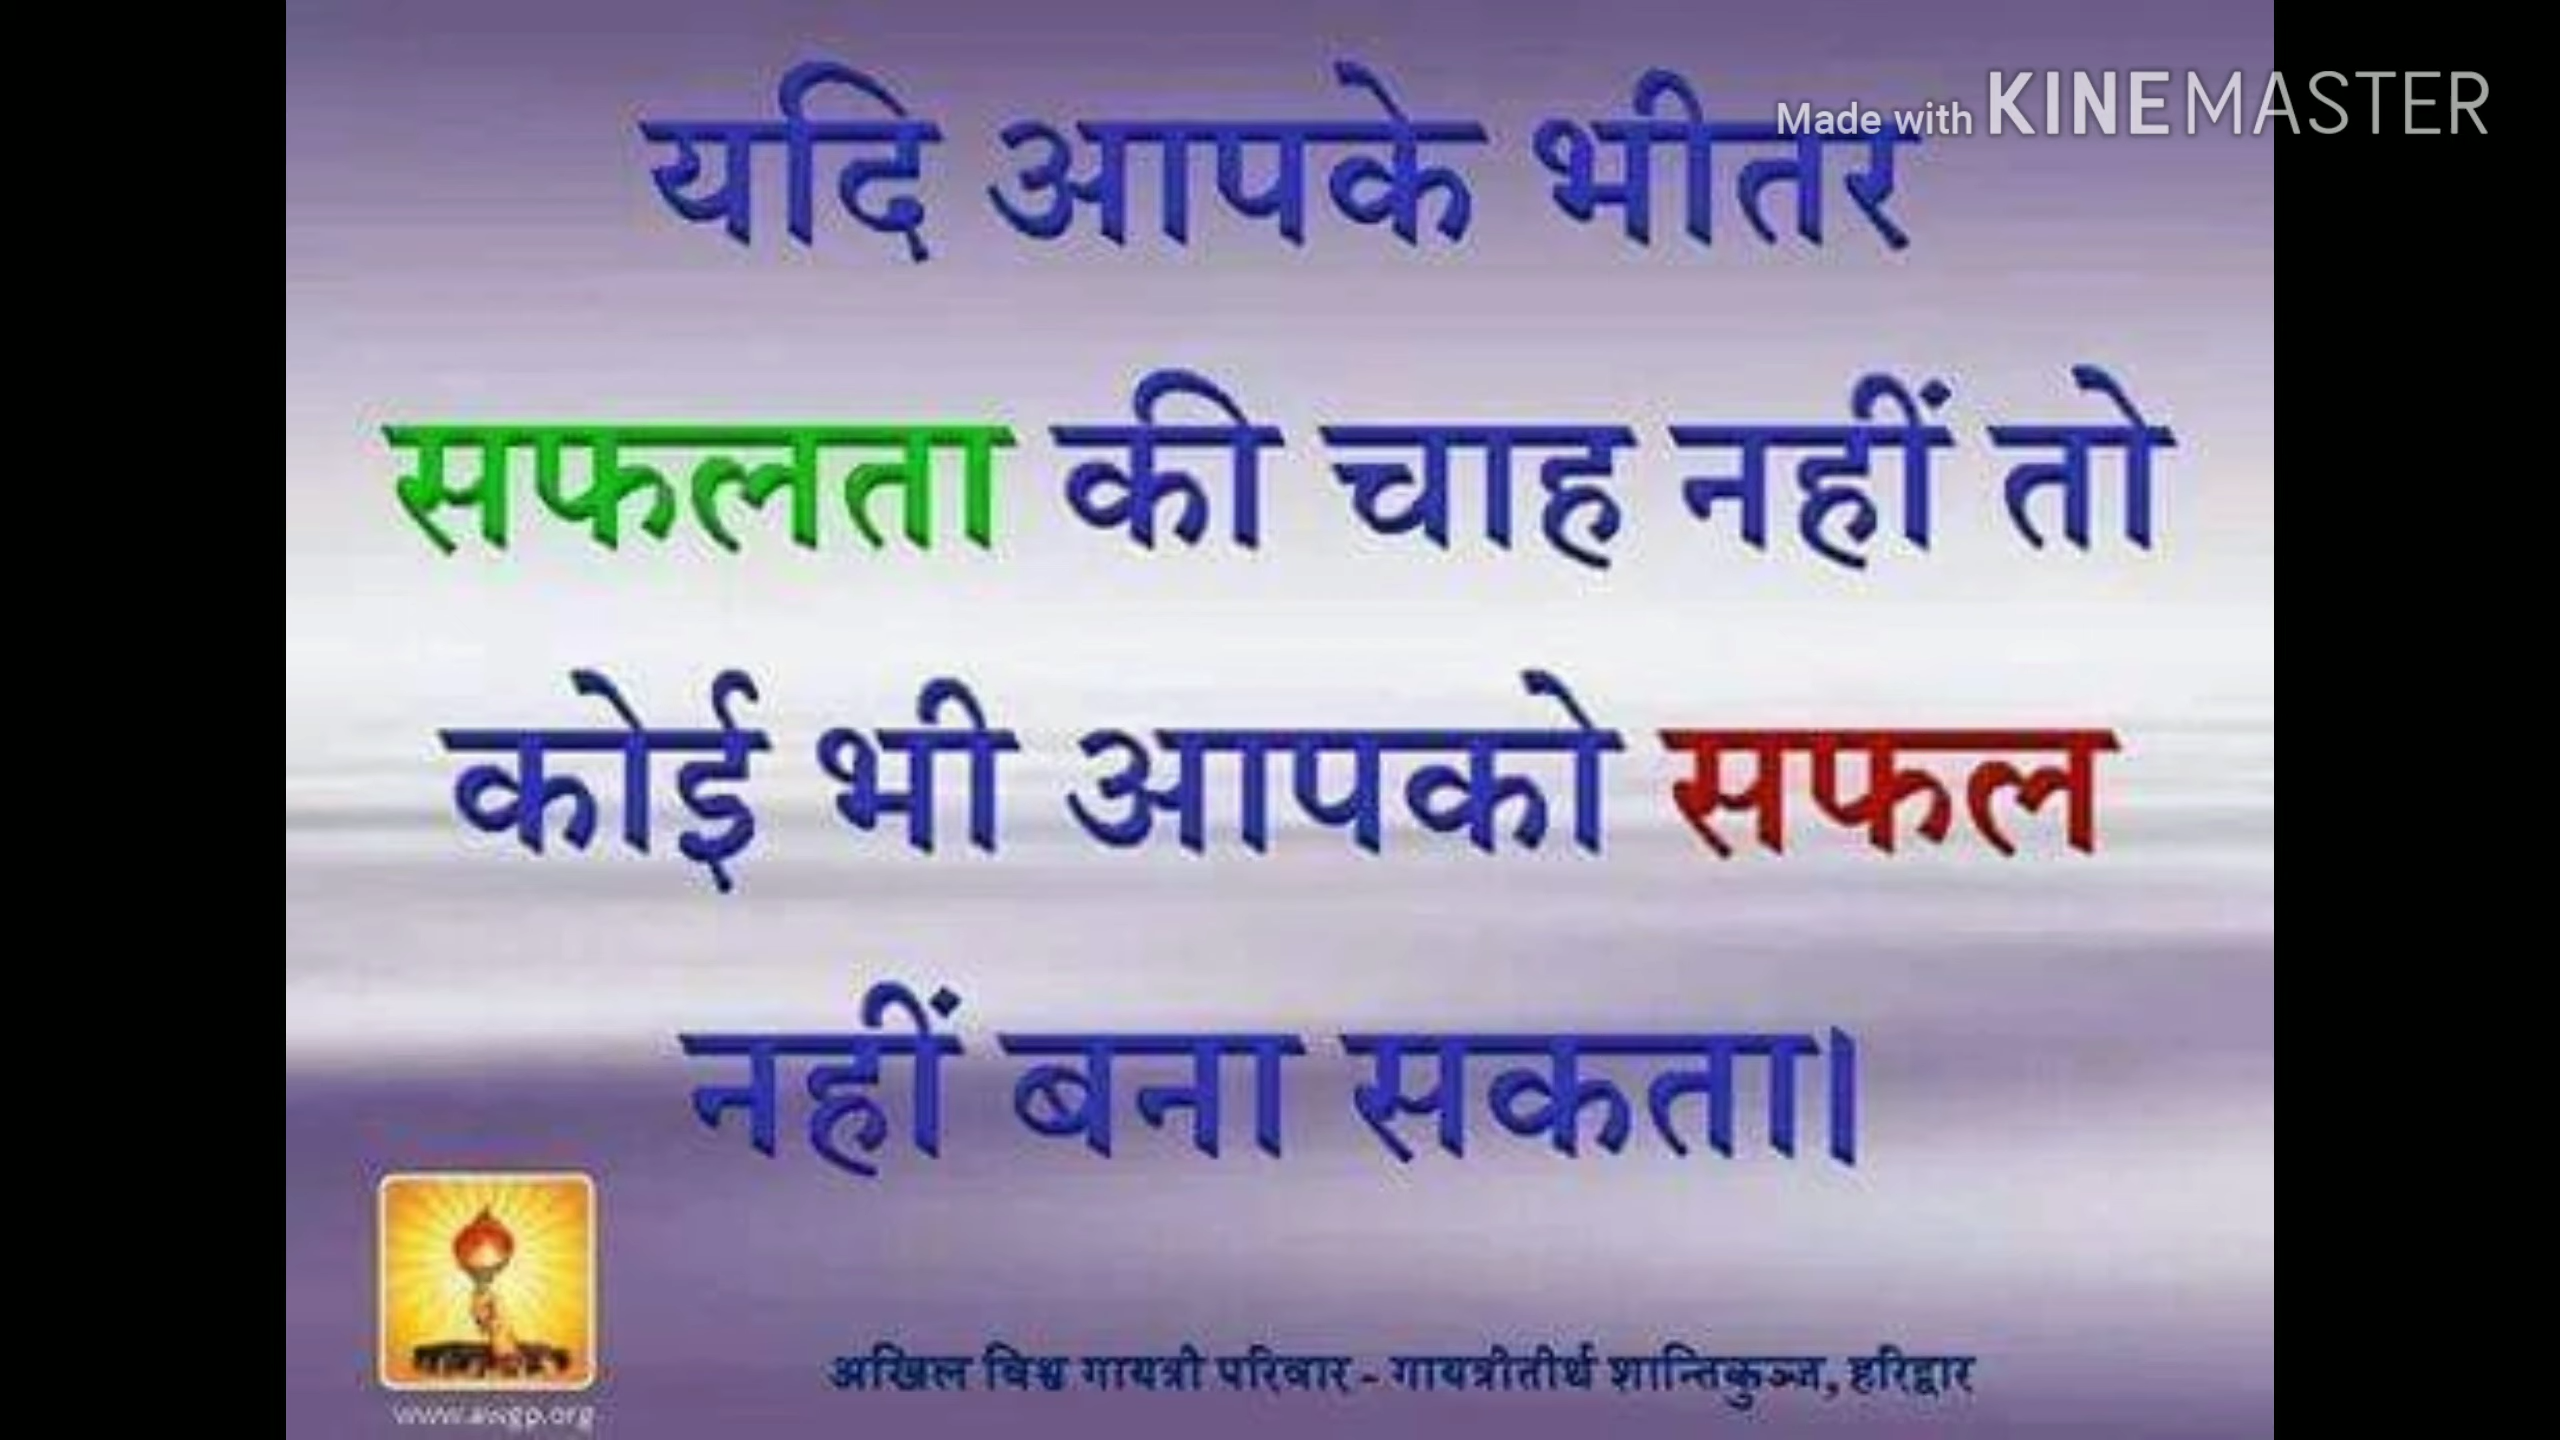 Made with KINEMASTER
यदि आपके भीतर
सफलता की चाह नहीं तो
कोई भी आपको सफल
नहीं बना सकता।
अखिल विश्व गायत्री परिवार - गायत्रीतीर्थ शान्तिकुञ्ज, हरिद्वार
www.awgp.org